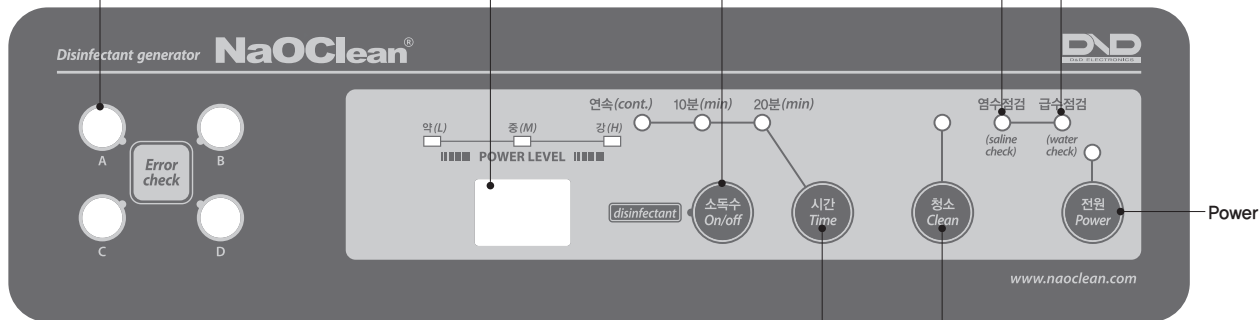 Disinfectant generator NaOClean®
DND
D&D ELECTRONICS
A
B
Error
check
C
D
연속(cont.) 10분(min) 20분(min)
약(L) 중(M) 강(H)
POWER LEVEL
disinfectant
소독수
On/off
시간
Time
청소
Clean
염수점검 급수점검
(saline
check)
(water
check)
전원
Power
Power
www.naoclean.com